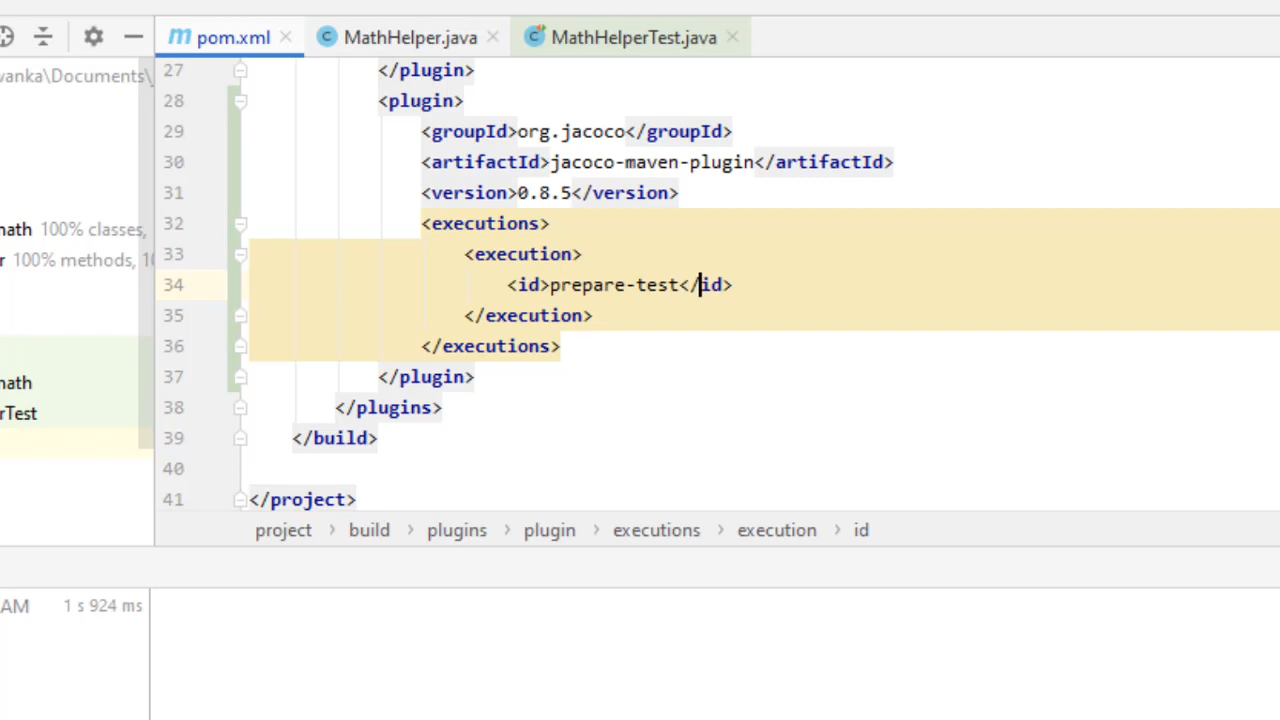 pom.xml MathHelper.java MathHelperTest.java
vanka\Documents\
27 </plugin>
28 <plugin>
29 <groupId>org.jacoco</groupId>
30 <artifactId>jacoco-maven-plugin</artifactId>
31 <version>0.8.5</version>
32 <executions>
nath 100% classes,
33 <execution>
r 100% methods, 10
34 <id>prepare-test</id>
35 </execution>
36 </executions>
37 </plugin>
nath
38 </plugins>
rTest
39 </build>
40
41 </project>
project › build › plugins › plugin › executions › execution › id
AM 1 s 924 ms